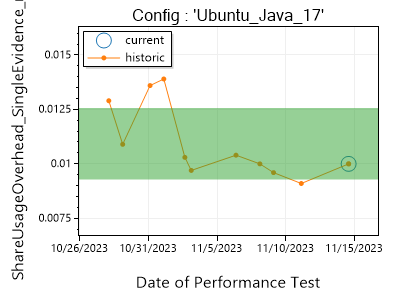 Config : 'Ubuntu_Java_17'
current
historic
0.015
0.0125
0.01
0.0075
ShareUsageOverhead_SingleEvidence_
10/26/2023
10/31/2023
11/5/2023
11/10/2023
11/15/2023
Date of Performance Test